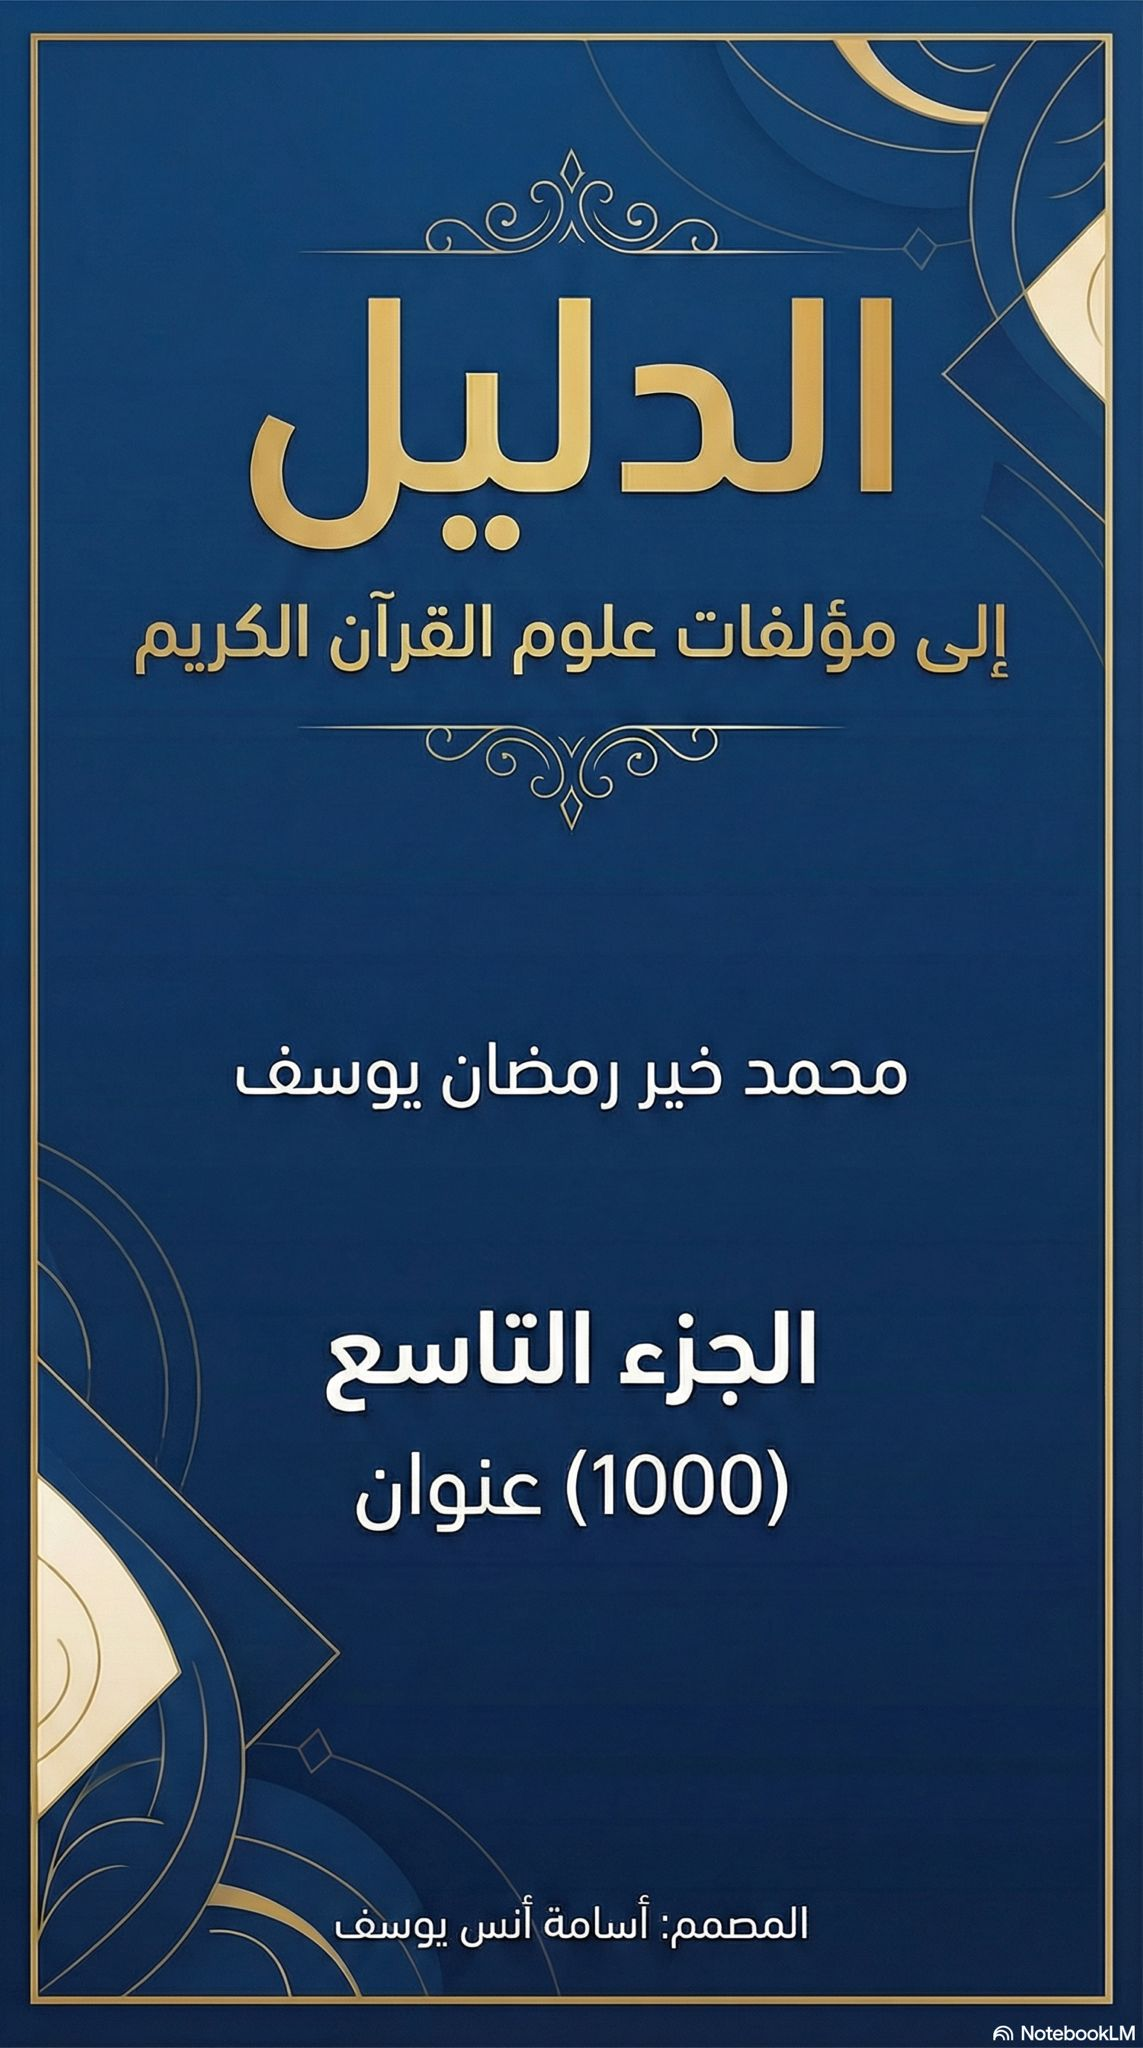 الدليل
إلى مؤلفات علوم القرآن الكريم
محمد خير رمضان يوسف
الجزء التاسع
(1000) عنوان
المصمم: أسامة أنس يوسف
NotebookLM